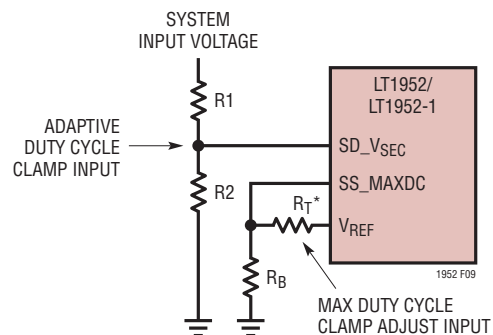 SYSTEM
INPUT VOLTAGE
R1
LT1952/
LT1952-1
ADAPTIVE
DUTY CYCLE
CLAMP INPUT
SD_VSEC
R2
SS_MAXDC
RT*
VREF
RB
1952 F09
MAX DUTY CYCLE
CLAMP ADJUST INPUT